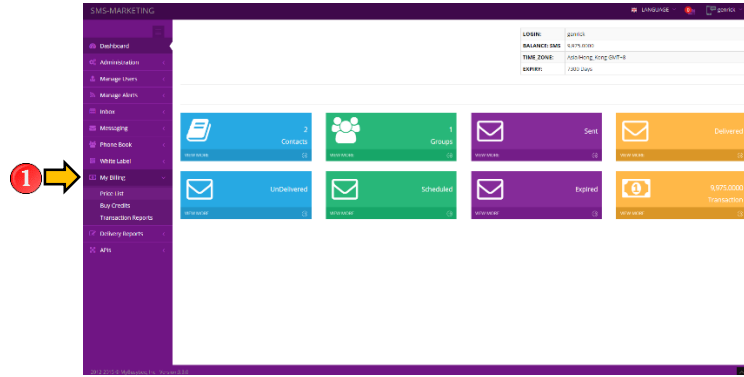 SMS-MARKETING
LANGUAGE
LOGIN:
BALANCE: SMS 9,975.0000
TIME ZONE: Asia/Hong_Kong GMT+8
EXPIRY: Days
Dashboard
Administration
Manage Users
Manage Alerts
Inbox
Messaging
Phone Book
White Label
1
My Billing
Price List
Buy Credits
Transaction Reports
Delivery Reports
APIs
2
Contacts
VIEW MORE
1
Groups
VIEW MORE
Sent
VIEW MORE
Delivered
VIEW MORE
UnDelivered
VIEW MORE
Scheduled
VIEW MORE
Expired
VIEW MORE
9,975.0000
Transaction
VIEW MORE